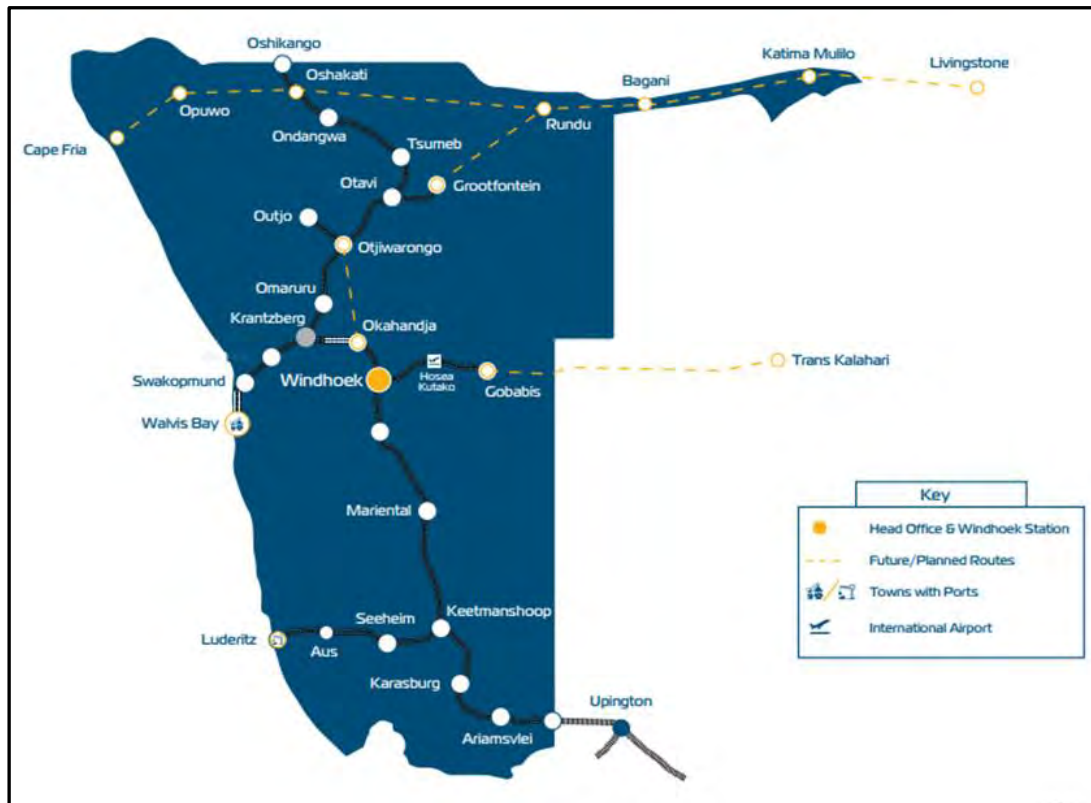 Oshikango
Oshakati
Katima Mulilo
Livingstone
Bagani
Opuwo
Ondangwa
Rundu
Cape Fria
Tsumeb
Otavi
Grootfontein
Outjo
Otjiwarongo
Omaruru
Krantzberg
Okahandja
Trans Kalahari
Swakopmund
Windhoek
Hosea
Kutako
Gobabis
Walvis Bay
Mariental
Key
Head Office & Windhoek Station
Future/Planned Routes
Towns with Ports
International Airport
Keetmanshoop
Seeheim
Luderitz
Aus
Karasburg
Upington
Ariamsvlei